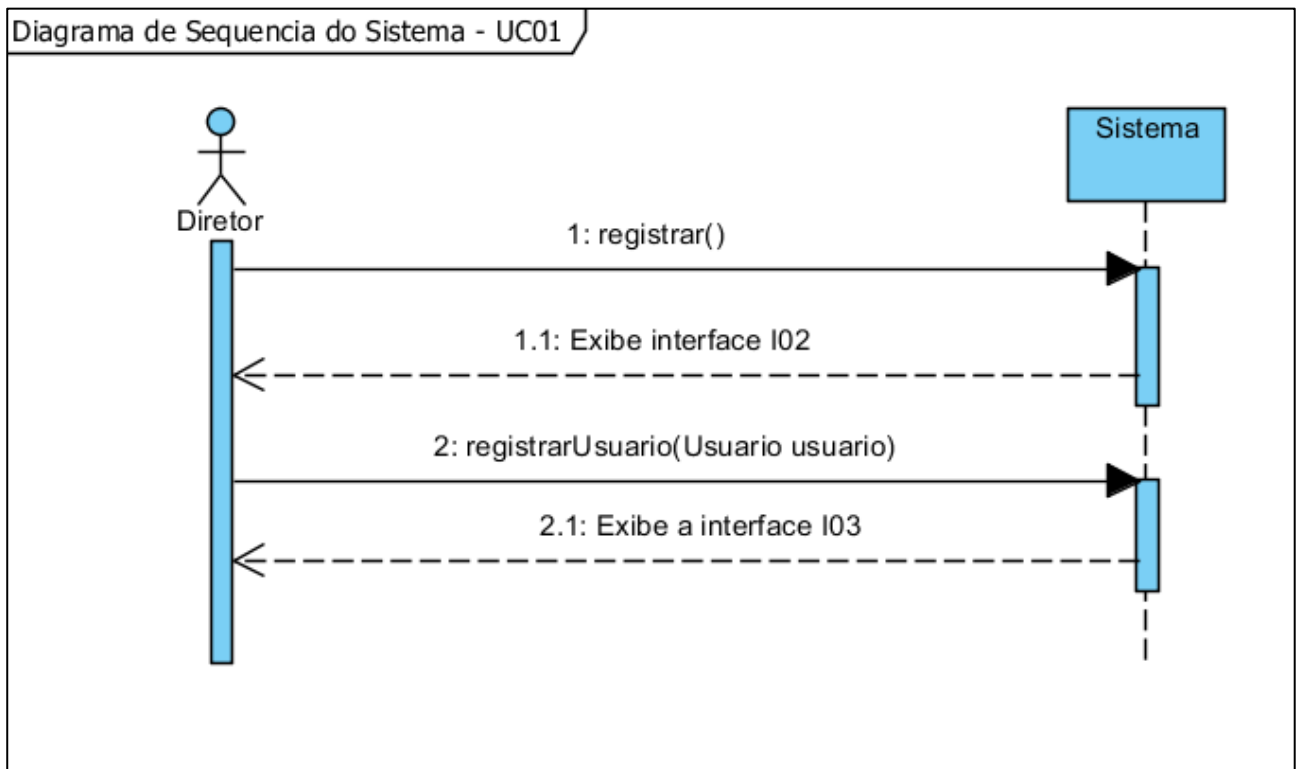 Diagrama de Sequencia do Sistema - UC01
Sistema
Diretor
1: registrar()
1.1: Exibe interface I02
2: registrarUsuario(Usuario usuario)
2.1: Exibe a interface I03